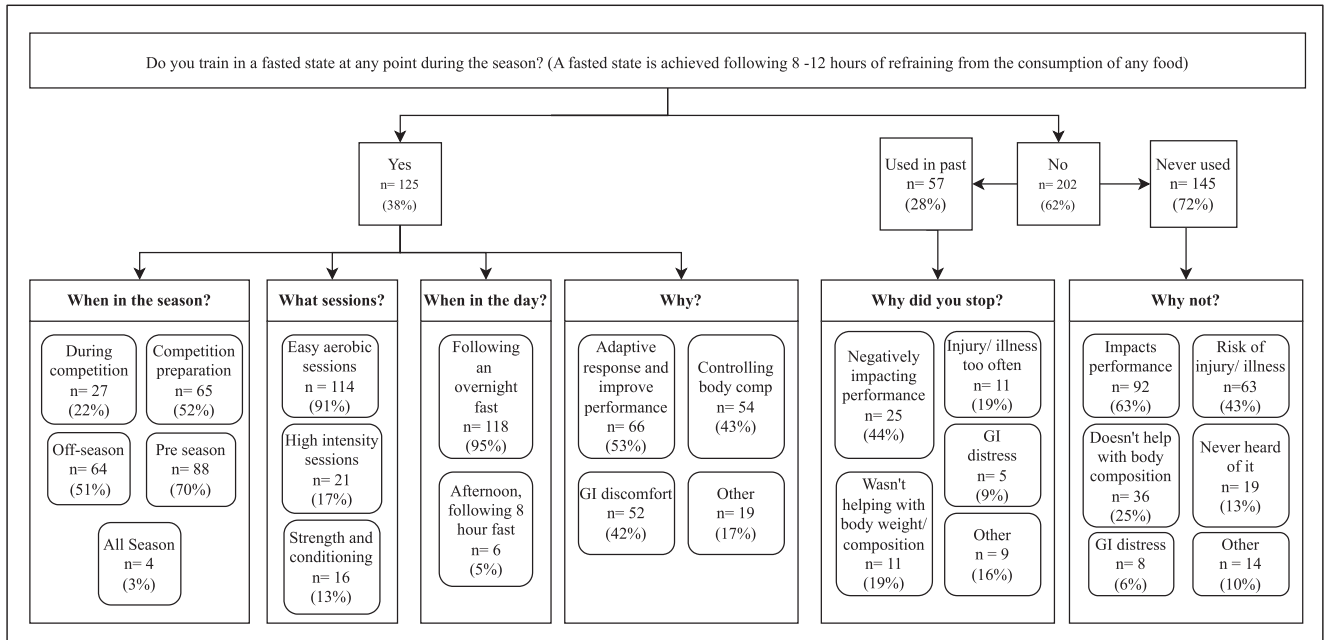 Do you train in a fasted state at any point during the season? (A fasted state is achieved following 8 -12 hours of refraining from the consumption of any food)
Yes
n= 125
(38%)
Used in past
n= 57
(28%)
No
n= 202
(62%)
Never used
n= 145
(72%)
When in the season?
During
competition
n= 27
(22%)
Competition
preparation
n= 65
(52%)
Off-season
n= 64
(51%)
Pre season
n= 88
(70%)
All Season
n= 4
(3%)
What sessions?
Easy aerobic
sessions
n = 114
(91%)
High intensity
sessions
n= 21
(17%)
Strength and
conditioning
n= 16
(13%)
When in the day?
Following
an
overnight
fast
n= 118
(95%)
Afternoon,
following 8
hour fast
n= 6
(5%)
Why?
Adaptive
response and
improve
performance
n= 66
(53%)
Controlling
body comp
n= 54
(43%)
GI discomfort
n= 52
(42%)
Other
n= 19
(17%)
Why did you stop?
Negatively
impacting
performance
n= 25
(44%)
Injury/ illness
too often
n= 11
(19%)
GI
distress
n= 5
(9%)
Wasn't
helping with
body weight/
composition
n= 11
(19%)
Other
n = 9
(16%)
Why not?
Impacts
performance
n= 92
(63%)
Risk of
injury/ illness
n=63
(43%)
Doesn't help
with body
composition
n= 36
(25%)
Never heard
of it
n= 19
(13%)
GI distress
n= 8
(6%)
Other
n = 14
(10%)